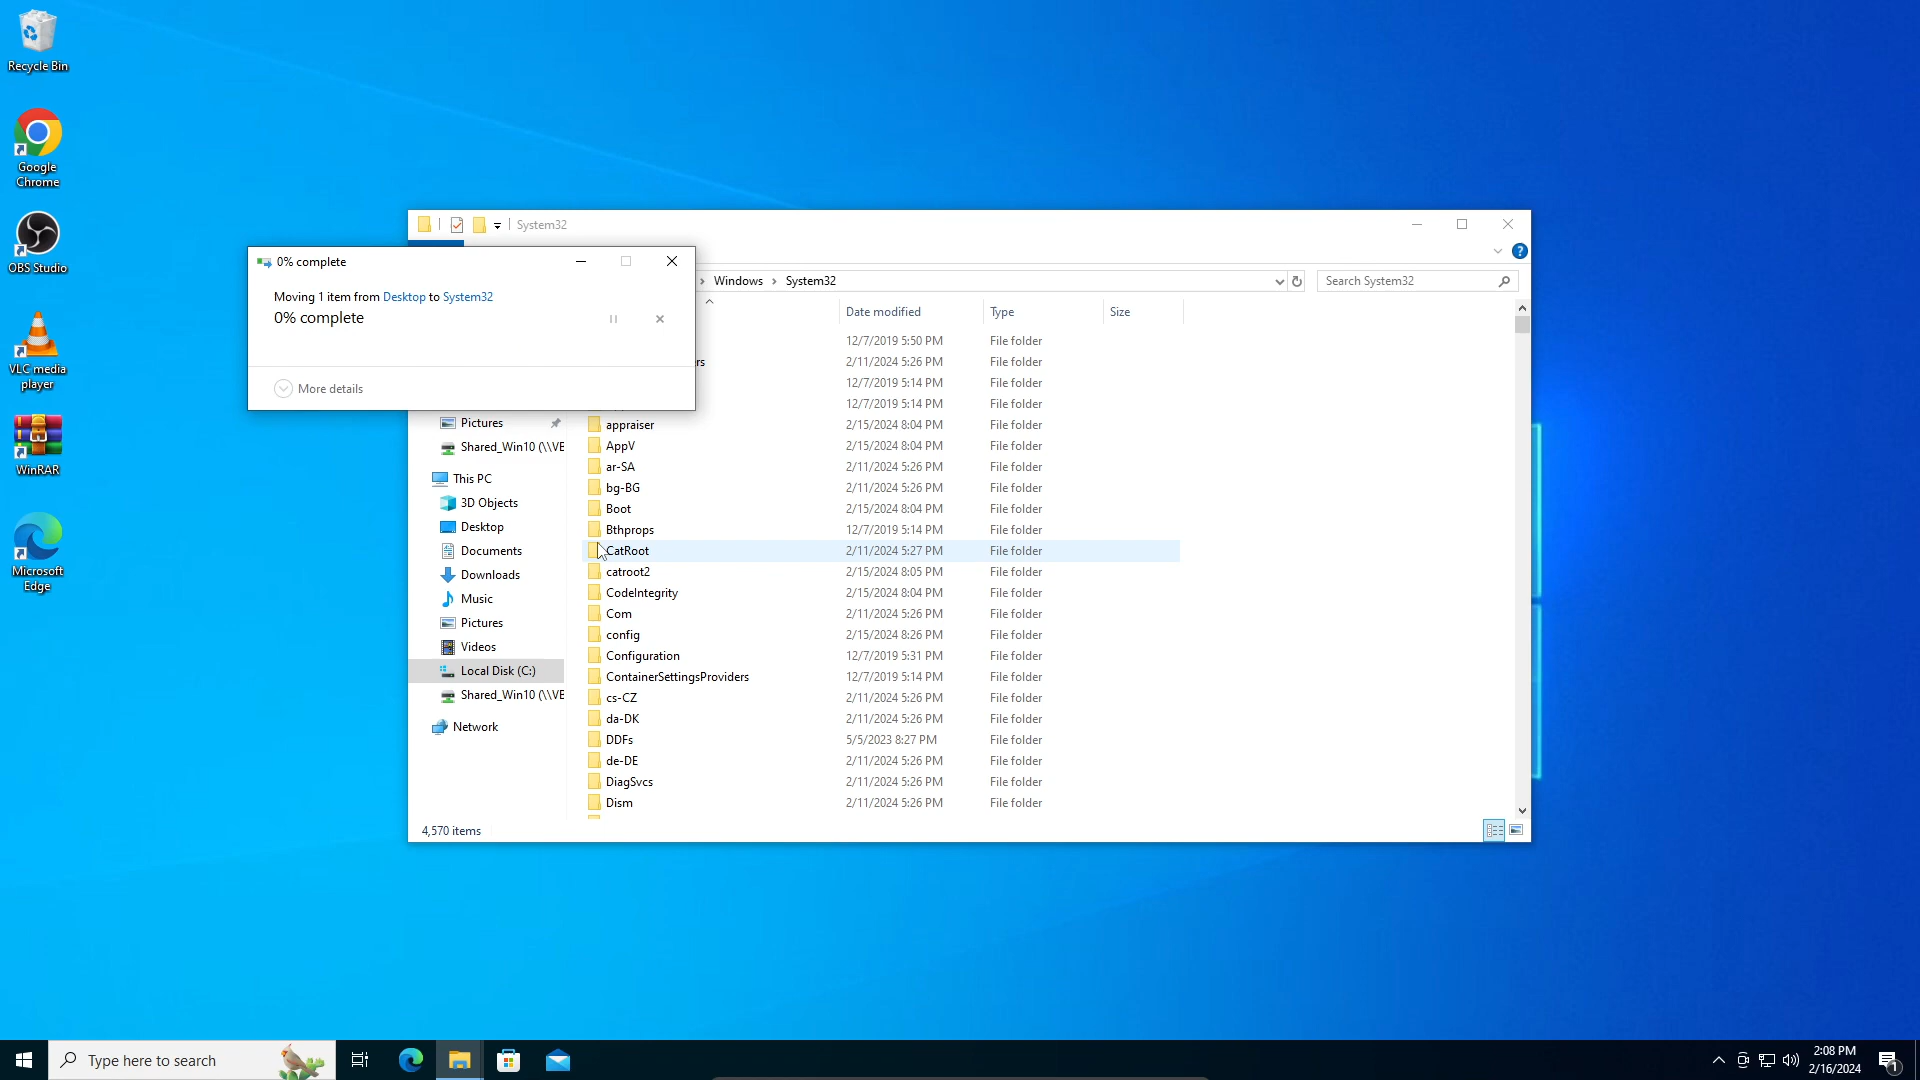 Recycle Bin
Google
Chrome
OBS Studio
VLC media
player
WinRAR
Microsoft
Edge
System32
0% complete
Moving 1 item from Desktop to System32
0% complete
More details
Windows
System32
Search System32
Date modified
Type
Size
12/7/2019 5:50 PM File folder
rs 2/11/2024 5:26 PM File folder
12/7/2019 5:14 PM File folder
12/7/2019 5:14 PM File folder
appraiser 2/15/2024 8:04 PM File folder
AppV 2/15/2024 8:04 PM File folder
ar-SA 2/11/2024 5:26 PM File folder
bg-BG 2/11/2024 5:26 PM File folder
Boot 2/15/2024 8:04 PM File folder
Bthprops 12/7/2019 5:14 PM File folder
CatRoot 2/11/2024 5:27 PM File folder
catroot2 2/15/2024 8:05 PM File folder
CodeIntegrity 2/15/2024 8:04 PM File folder
Com 2/11/2024 5:26 PM File folder
config 2/15/2024 8:26 PM File folder
Configuration 12/7/2019 5:31 PM File folder
ContainerSettingsProviders 12/7/2019 5:14 PM File folder
cs-CZ 2/11/2024 5:26 PM File folder
da-DK 2/11/2024 5:26 PM File folder
DDFs 5/5/2023 8:27 PM File folder
de-DE 2/11/2024 5:26 PM File folder
DiagSvcs 2/11/2024 5:26 PM File folder
Dism 2/11/2024 5:26 PM File folder
Pictures
Shared_Win10 (\\VE
This PC
3D Objects
Desktop
Documents
Downloads
Music
Pictures
Videos
Local Disk (C:)
Shared_Win10 (\\VE
Network
4,570 items
Type here to search
2:08 PM
2/16/2024
1